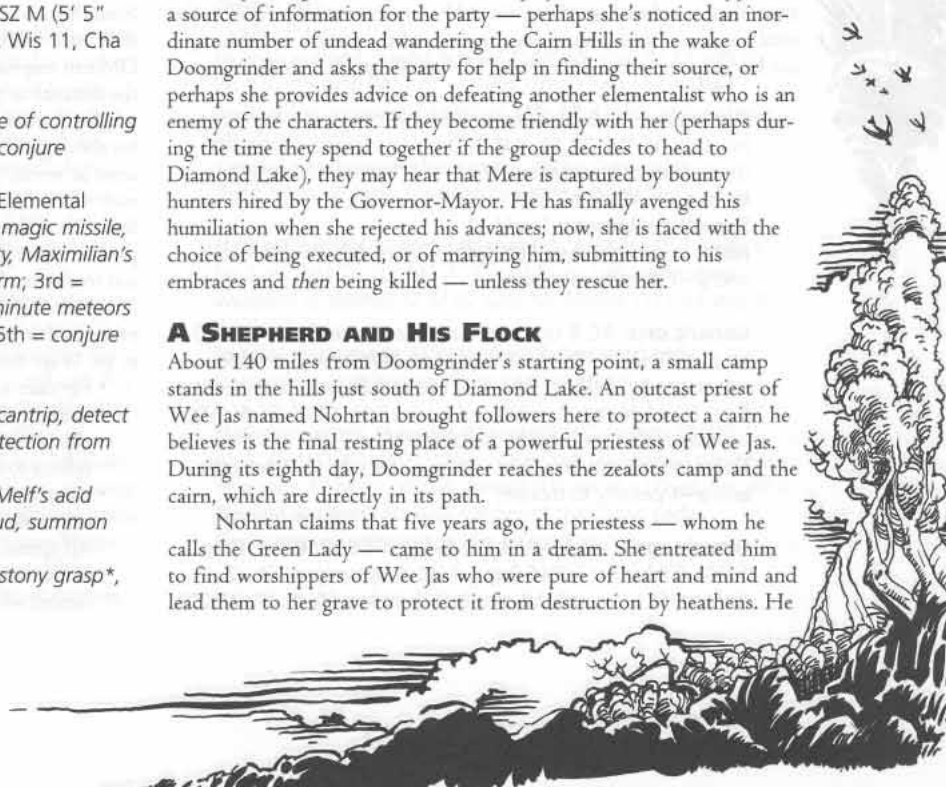 SZ M (5' 5"
Wis 11, Cha
e of controlling
conjure
Elemental
magic missile,
y, Maximilian's
rm; 3rd =
minute meteors
5th = conjure
cantrip, detect
tection from
Melf's acid
ud, summon
stony grasp*,
a source of information for the party — perhaps she's noticed an inor-
dinate number of undead wandering the Cairn Hills in the wake of
Doomgrinder and asks the party for help in finding their source, or
perhaps she provides advice on defeating another elementalist who is an
enemy of the characters. If they become friendly with her (perhaps dur-
ing the time they spend together if the group decides to head to
Diamond Lake), they may hear that Mere is captured by bounty
hunters hired by the Governor-Mayor. He has finally avenged his
humiliation when she rejected his advances; now, she is faced with the
choice of being executed, or of marrying him, submitting to his
embraces and then being killed — unless they rescue her.
A SHEPHERD AND HIS FLOCK
About 140 miles from Doomgrinder's starting point, a small camp
stands in the hills just south of Diamond Lake. An outcast priest of
Wee Jas named Nohrtan brought followers here to protect a cairn he
believes is the final resting place of a powerful priestess of Wee Jas.
During its eighth day, Doomgrinder reaches the zealots' camp and the
cairn, which are directly in its path.
Nohrtan claims that five years ago, the priestess — whom he
calls the Green Lady — came to him in a dream. She entreated him
to find worshippers of Wee Jas who were pure of heart and mind and
lead them to her grave to protect it from destruction by heathens. He